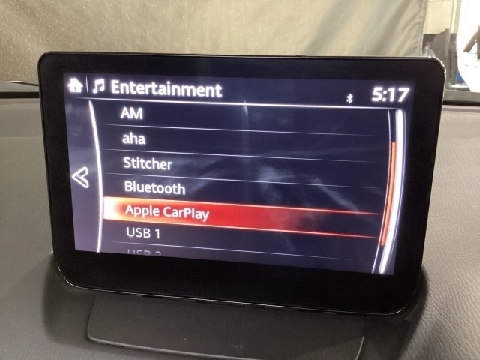 Entertainment 5:17
AM
aha
Stitcher
Bluetooth
Apple CarPlay
USB 1